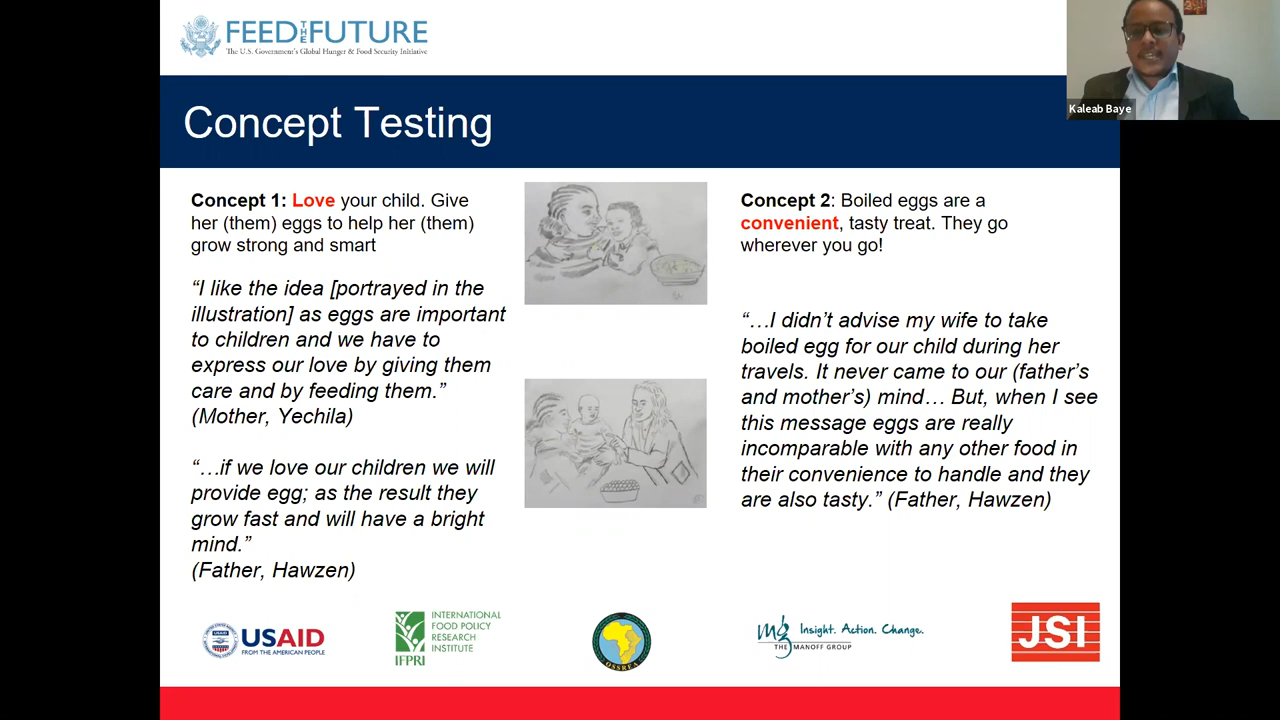 FEED THE FUTURE
The U.S. Government's Global Hunger & Food Security Initiative
Kaleab Baye
Concept Testing
Concept 1: Love your child. Give
her (them) eggs to help her (them)
grow strong and smart
“I like the idea [portrayed in the
illustration] as eggs are important
to children and we have to
express our love by giving them
care and by feeding them.”
(Mother, Yechila)
“…if we love our children we will
provide egg; as the result they
grow fast and will have a bright
mind.”
(Father, Hawzen)
Concept 2: Boiled eggs are a
convenient, tasty treat. They go
wherever you go!
“…I didn’t advise my wife to take
boiled egg for our child during her
travels. It never came to our (father’s
and mother’s) mind… But, when I see
this message eggs are really
incomparable with any other food in
their convenience to handle and they
are also tasty.” (Father, Hawzen)
USAID
FROM THE AMERICAN PEOPLE
IFPRI
INTERNATIONAL
FOOD POLICY
RESEARCH
INSTITUTE
OSSREA
mg Insight. Action. Change.
THE MANOFF GROUP
JSI